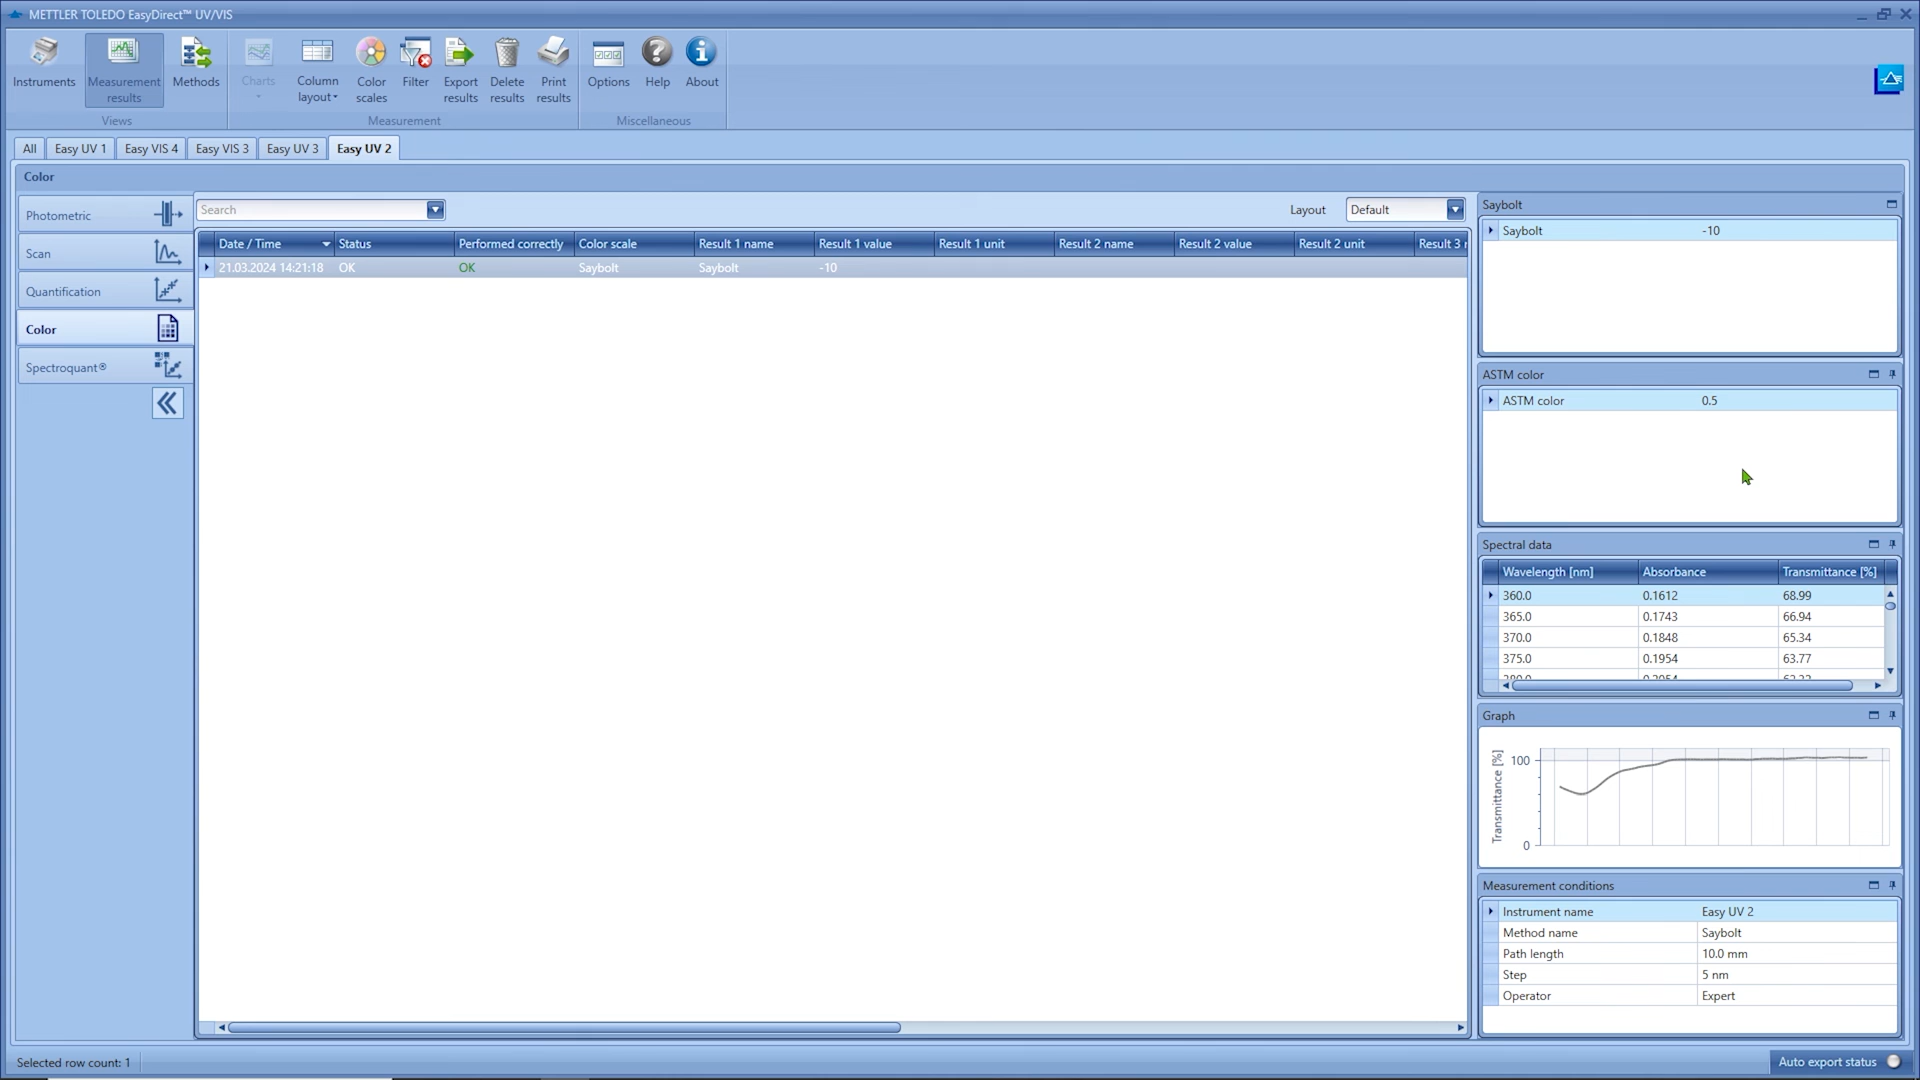 METTLER TOLEDO EasyDirect™ UV/VIS
Instruments
Measurement results
Methods
Charts
Column layout
Color scales
Filter
Export results
Delete results
Print results
Options
Help
About
Views
Measurement
Miscellaneous
All
Easy UV 1
Easy VIS 4
Easy VIS 3
Easy UV 3
Easy UV 2
Color
Photometric
Scan
Quantification
Color
Spectroquant®
Search
Layout
Default
Date / Time Status Performed correctly Color scale Result 1 name Result 1 value Result 1 unit Result 2 name Result 2 value Result 2 unit Result 3
21.03.2024 14:21:18 OK OK Saybolt Saybolt -10
Saybolt
Saybolt -10
ASTM color
ASTM color 0.5
Spectral data
Wavelength [nm] Absorbance Transmittance [%]
360.0 0.1612 68.99
365.0 0.1743 66.94
370.0 0.1848 65.34
375.0 0.1954 63.77
Graph
Transmittance [%]
100
0
Measurement conditions
Instrument name Easy UV 2
Method name Saybolt
Path length 10.0 mm
Step 5 nm
Operator Expert
Selected row count: 1
Auto export status